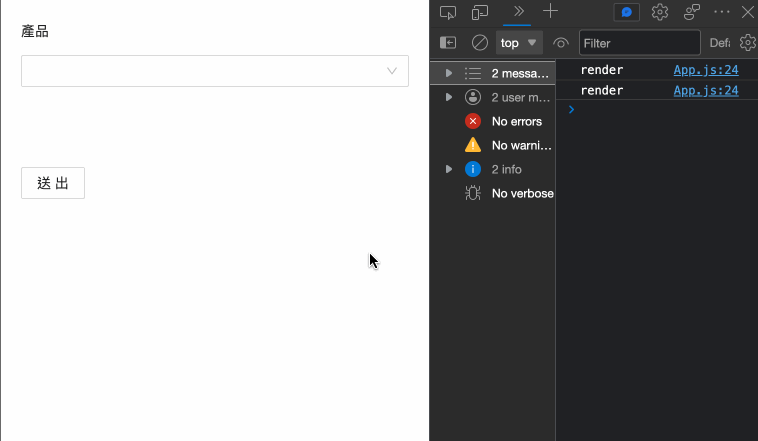 產品
送 出
top
Filter
Defa
2 messa…
2 user m…
No errors
No warni…
2 info
No verbose
render App.js:24
render App.js:24